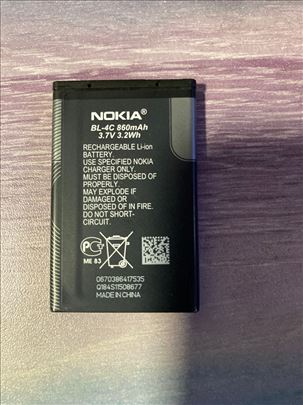 NOKIA®
BL-4C 860mAh
3.7V 3.2Wh
RECHARGEABLE Li-ion
BATTERY.
USE SPECIFIED NOKIA
CHARGER ONLY.
MUST BE DISPOSED OF
PROPERLY.
MAY EXPLODE IF
DAMAGED OR
DISPOSED OF IN FIRE.
DO NOT SHORT-
CIRCUIT.
PG
ME 83
0670386417535
Q184S11508677
MADE IN CHINA